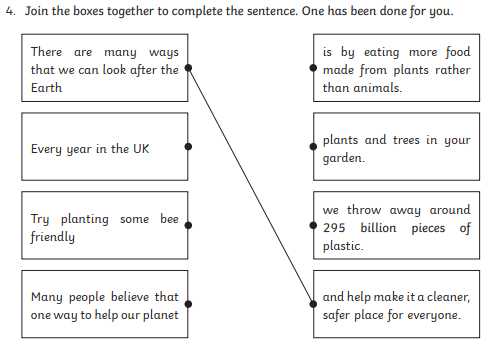 4. Join the boxes together to complete the sentence. One has been done for you.
There are many ways
that we can look after the
Earth
is by eating more food
made from plants rather
than animals.
Every year in the UK
plants and trees in your
garden.
Try planting some bee
friendly
we throw away around
295 billion pieces of
plastic.
Many people believe that
one way to help our planet
and help make it a cleaner,
safer place for everyone.